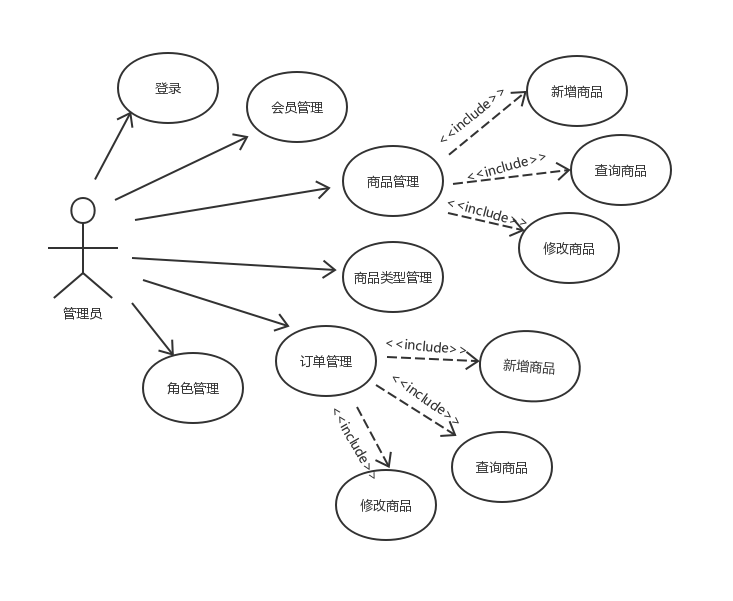 登录
会员管理
<<include>>
新增商品
商品管理
<<include>>
查询商品
<<include>>
修改商品
管理员
商品类型管理
订单管理
<<include>>
新增商品
角色管理
<<include>>
查询商品
<<include>>
修改商品